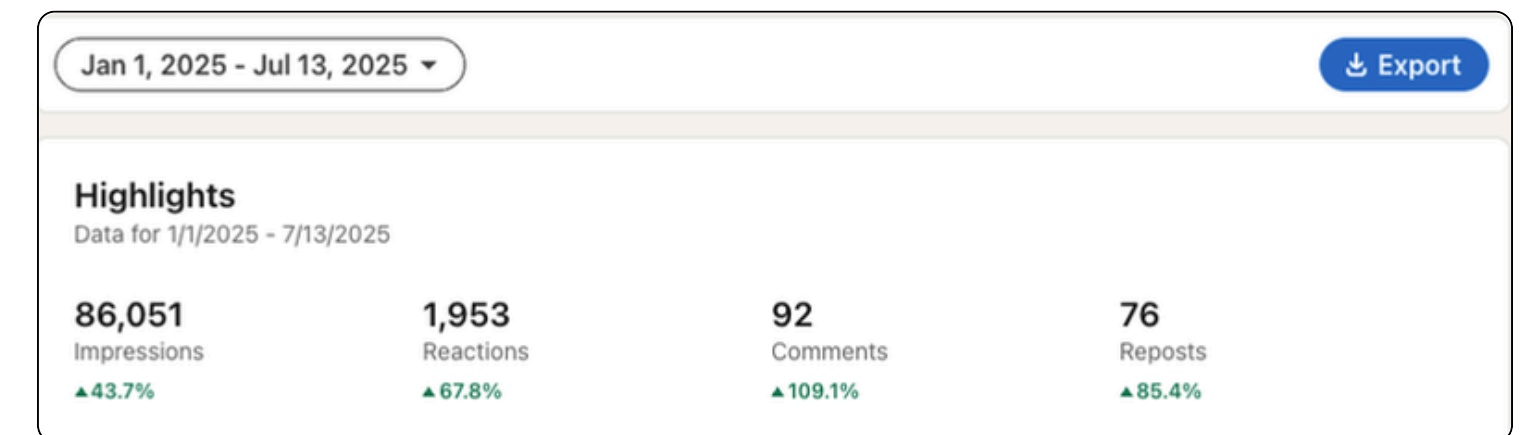 Jan 1, 2025 - Jul 13, 2025
Export
Highlights
Data for 1/1/2025 - 7/13/2025
86,051 1,953 92 76
Impressions Reactions Comments Reposts
▲43.7% ▲67.8% ▲109.1% ▲85.4%